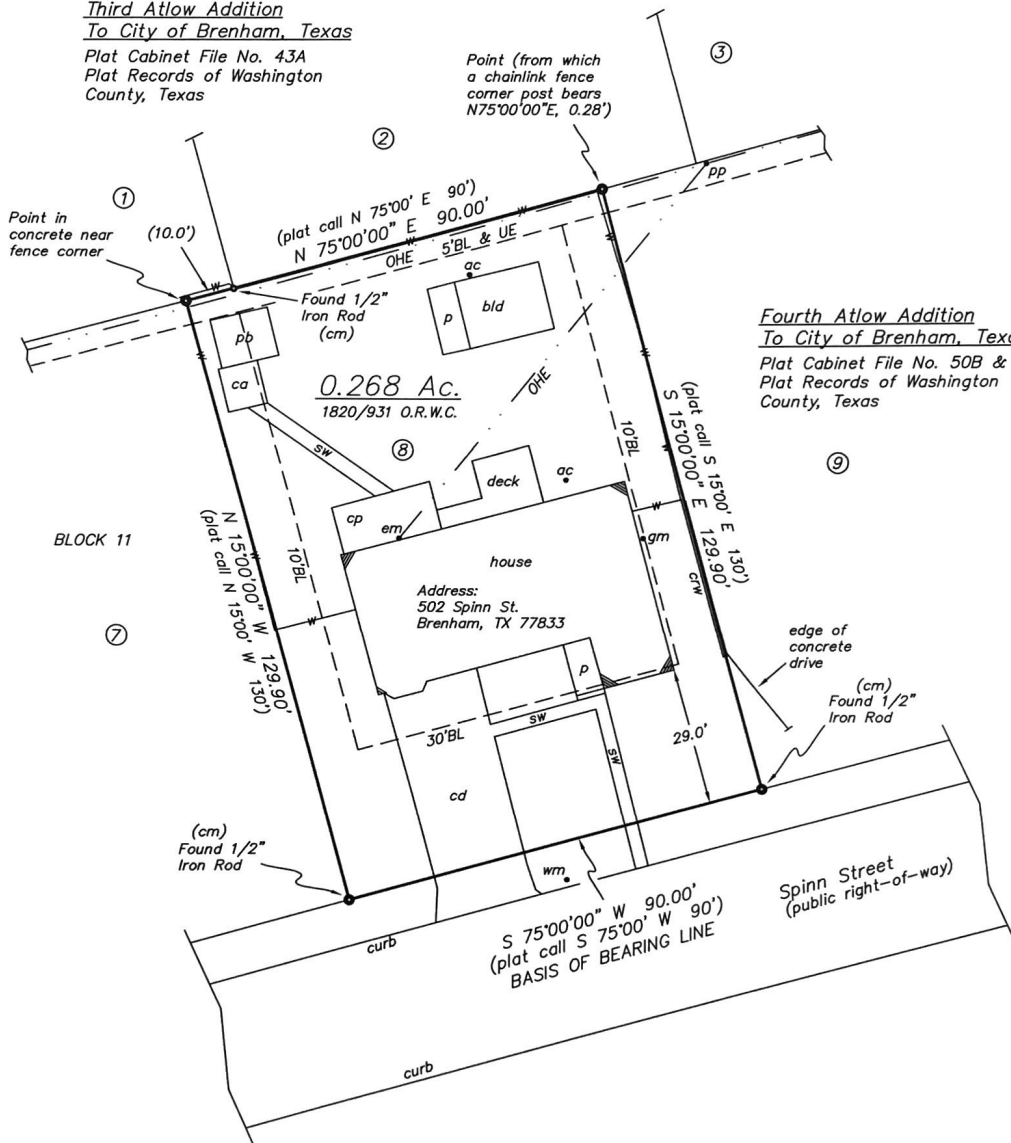 Third Atlow Addition
To City of Brenham, Texas
Plat Cabinet File No. 43A
Plat Records of Washington
County, Texas
Point (from which
a chainlink fence
corner post bears
N75°00'00"E, 0.28')
③
②
①
pp
Point in
concrete near
fence corner
(10.0')
w
(plat call N 75°00' E 90')
N 75°00'00" E 90.00'
w
w
w
5'BL & UE
OHE
ac
Found 1/2"
Iron Rod
(cm)
p
bld
pb
w
w
ca
Fourth Atlow Addition
To City of Brenham, Texa
Plat Cabinet File No. 50B &
Plat Records of Washington
County, Texas
0.268 Ac.
1820/931 O.R.W.C.
OHE
(plat call S 15°00' E 130')
S 15°00'00" E 129.90'
10'BL
w
sw
⑧
⑨
deck
ac
cp
em
w
gm
BLOCK 11
N 15°00'00" W 129.90'
(plat call N 15°00' W 130')
w
10'BL
house
crw
Address:
502 Spinn St.
Brenham, TX 77833
w
⑦
edge of
concrete
drive
p
(cm)
Found 1/2"
Iron Rod
30'BL
sw
sw
29.0'
cd
(cm)
Found 1/2"
Iron Rod
wm
Spinn Street
(public right-of-way)
curb
S 75°00'00" W 90.00'
(plat call S 75°00' W 90')
BASIS OF BEARING LINE
curb